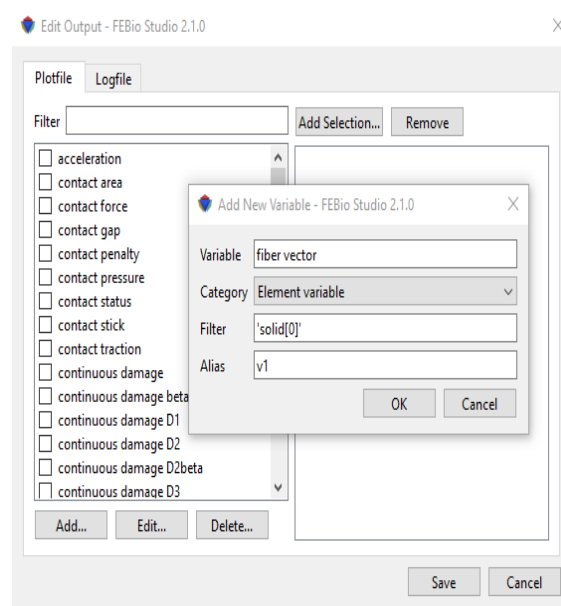 Edit Output - FEBio Studio 2.1.0
Plotfile Logfile
Filter Add Selection... Remove
acceleration
contact area
contact force
contact gap
contact penalty
contact pressure
contact status
contact stick
contact traction
continuous damage
continuous damage beta
continuous damage D1
continuous damage D2
continuous damage D2beta
continuous damage D3
Add New Variable - FEBio Studio 2.1.0
Variable fiber vector
Category Element variable
Filter 'solid[0]'
Alias v1
OK Cancel
Add... Edit... Delete...
Save Cancel